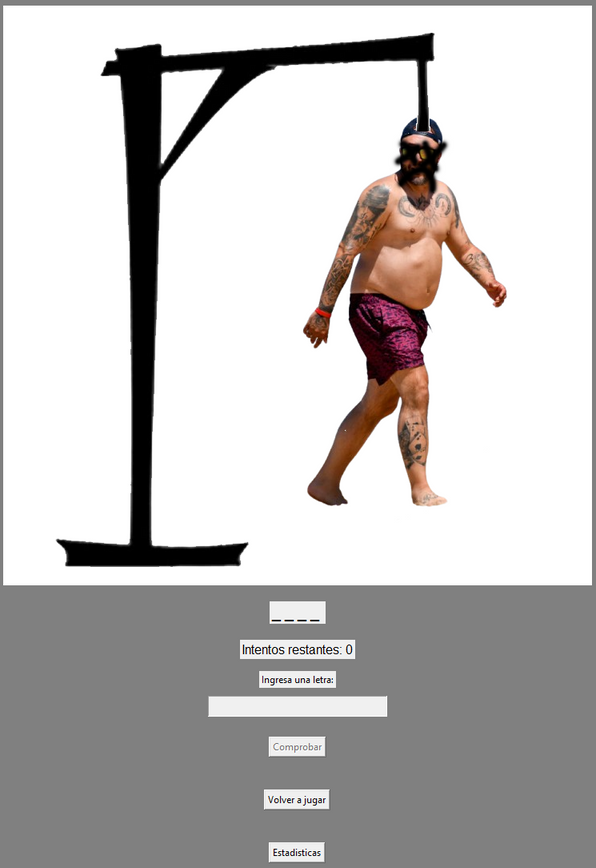 _ _ _ _
Intentos restantes: 0
Ingresa una letra:
Comprobar
Volver a jugar
Estadisticas